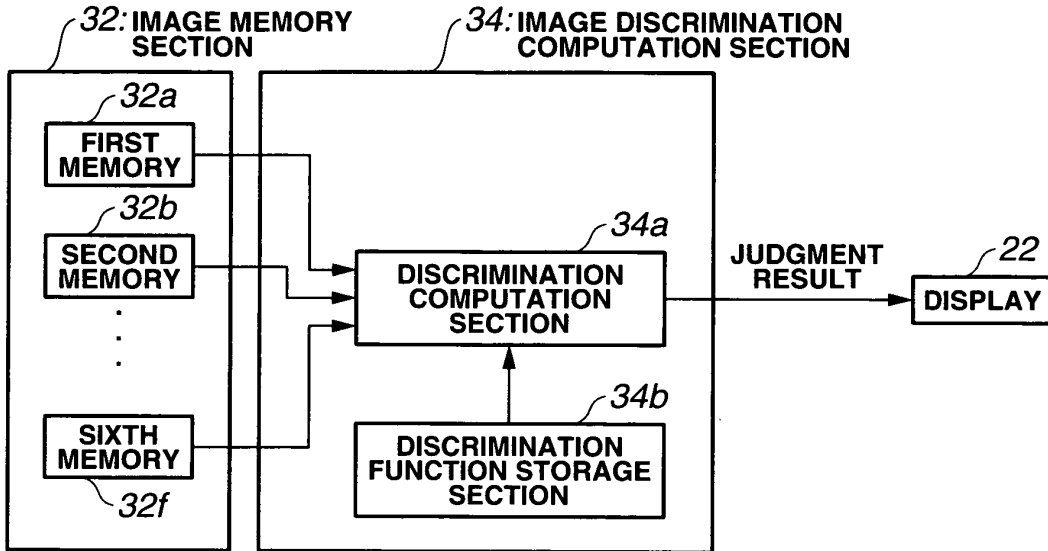 32: IMAGE MEMORY
SECTION
34: IMAGE DISCRIMINATION
COMPUTATION SECTION
32a
FIRST
MEMORY
32b
SECOND
MEMORY
34a
DISCRIMINATION
COMPUTATION
SECTION
JUDGMENT
RESULT
22
DISPLAY
34b
DISCRIMINATION
FUNCTION STORAGE
SECTION
SIXTH
MEMORY
32f